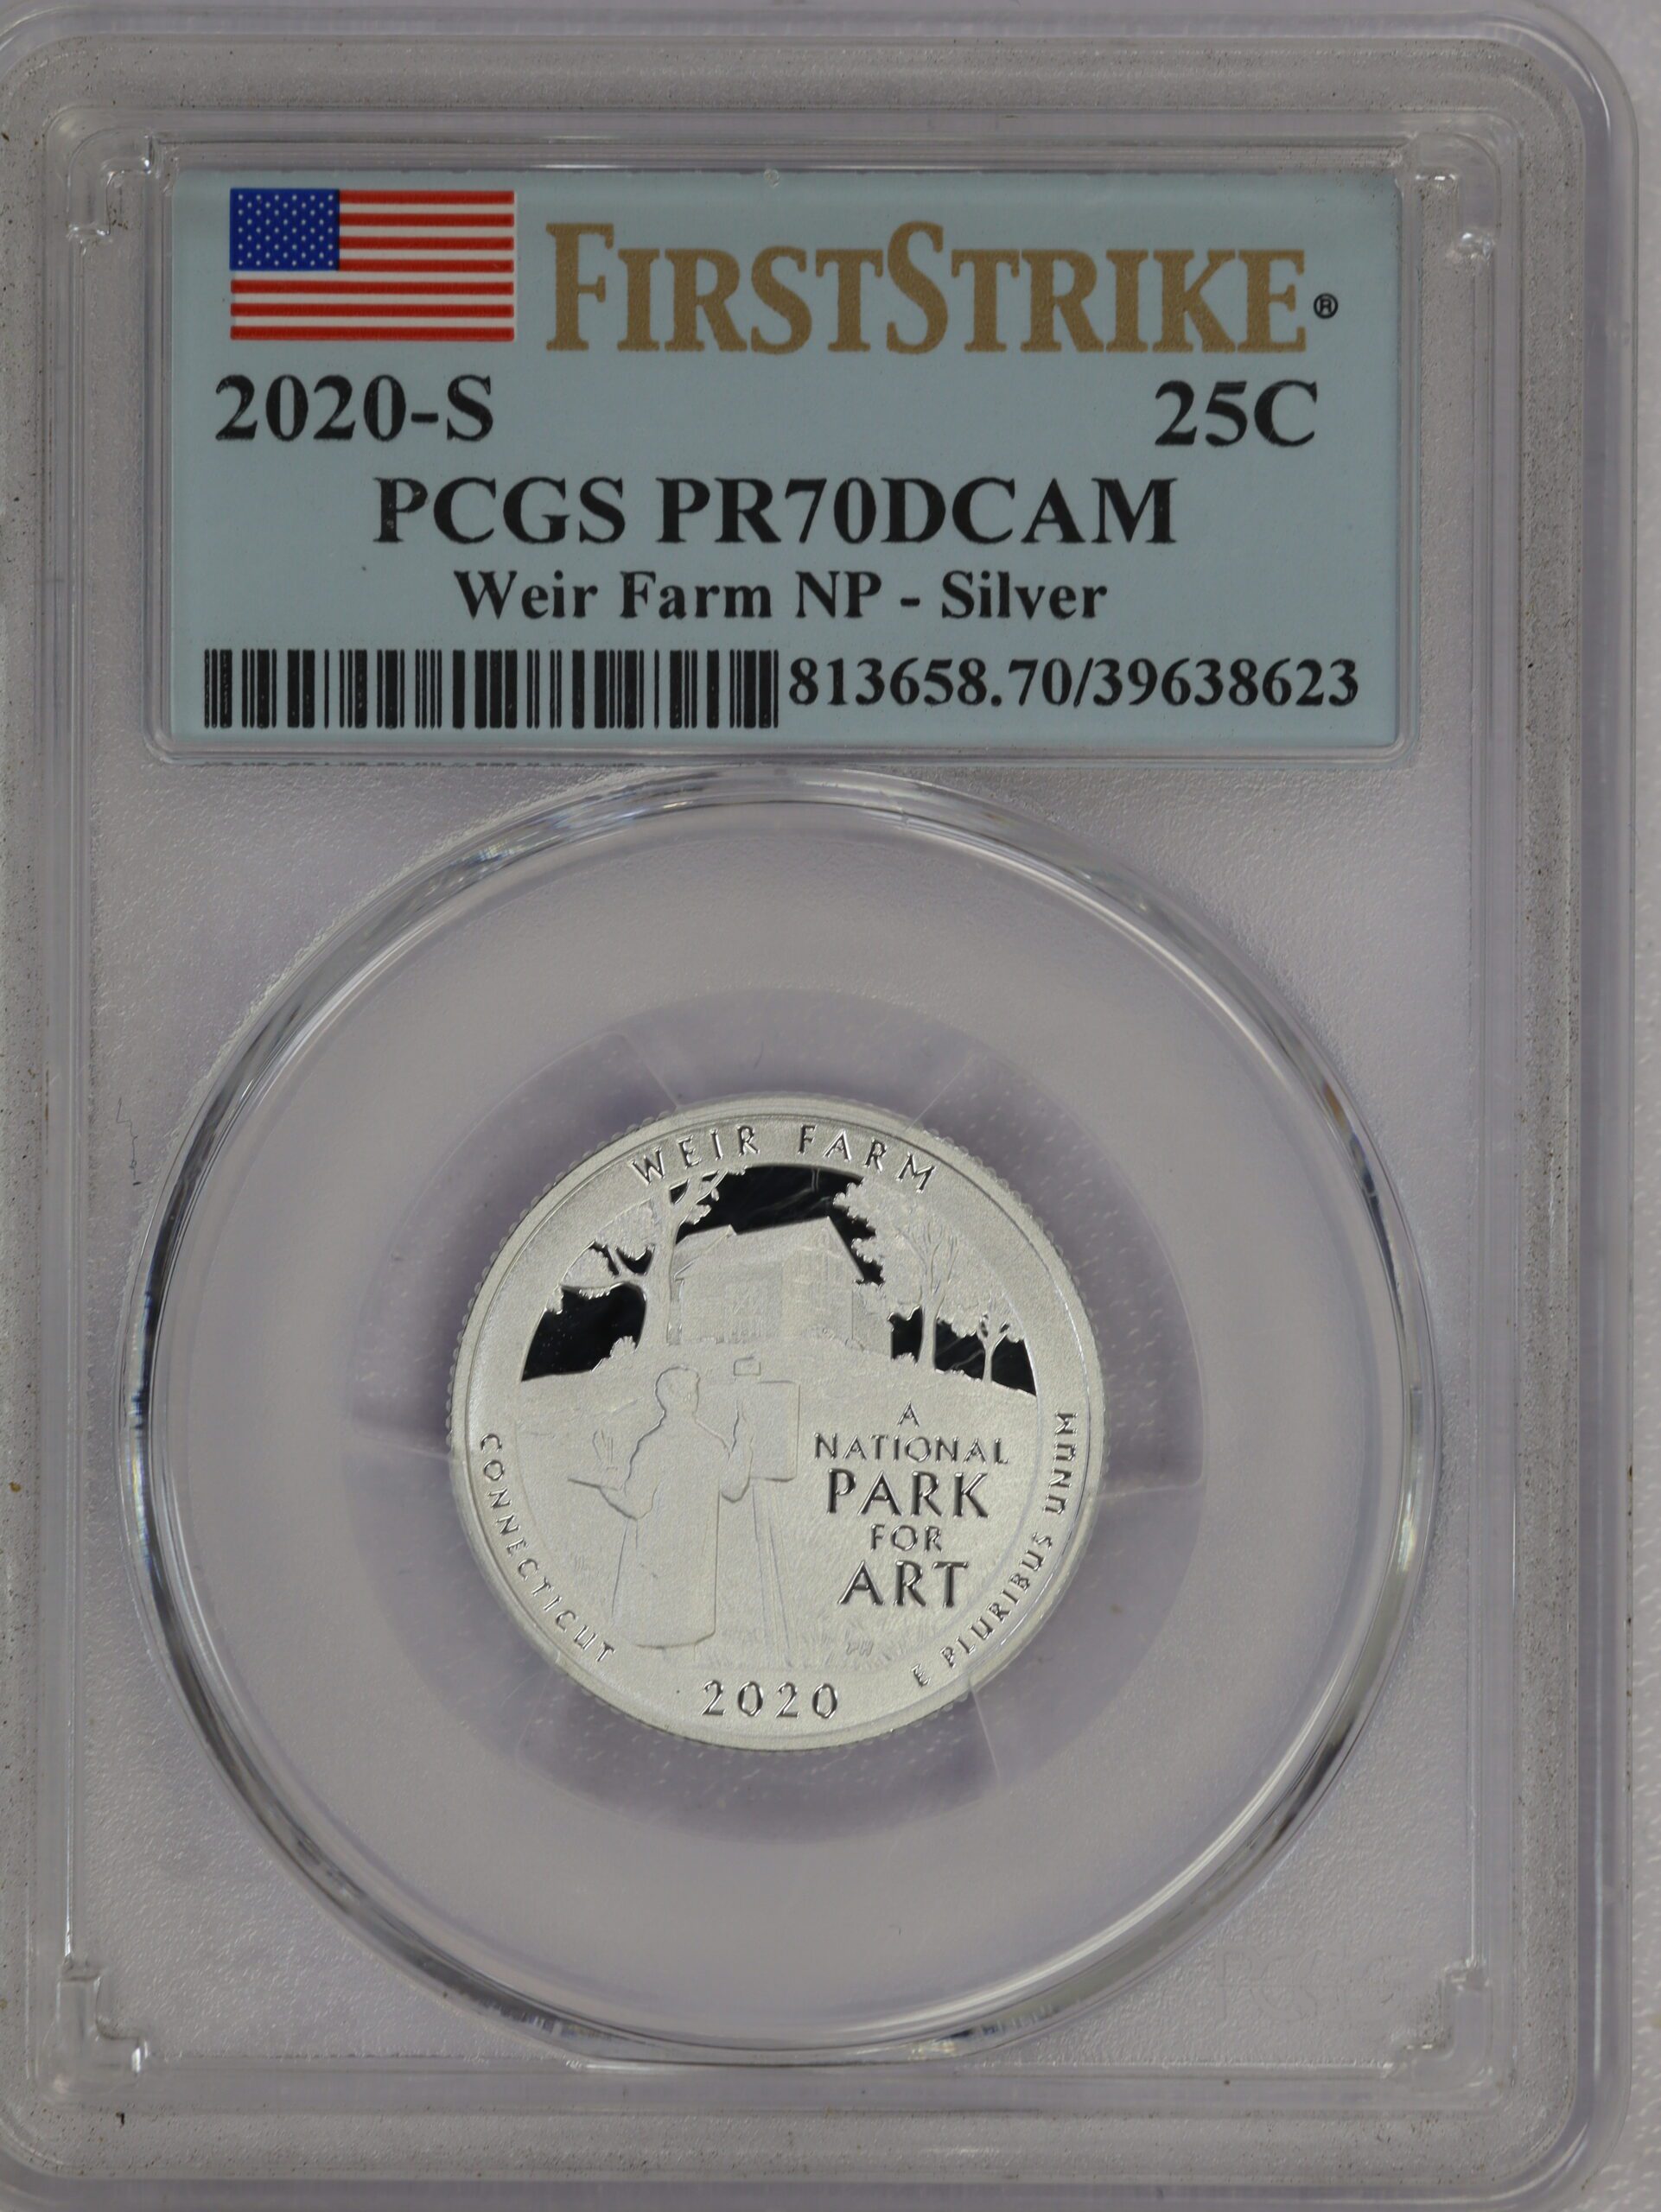 FIRSTSTRIKE®
2020-S 25C
PCGS PR70DCAM
Weir Farm NP - Silver
813658.70/39638623
WEIR FARM
A
NATIONAL
PARK
FOR
ART
CONNECTICUT
E PLURIBUS UNUM
2020
PCGS